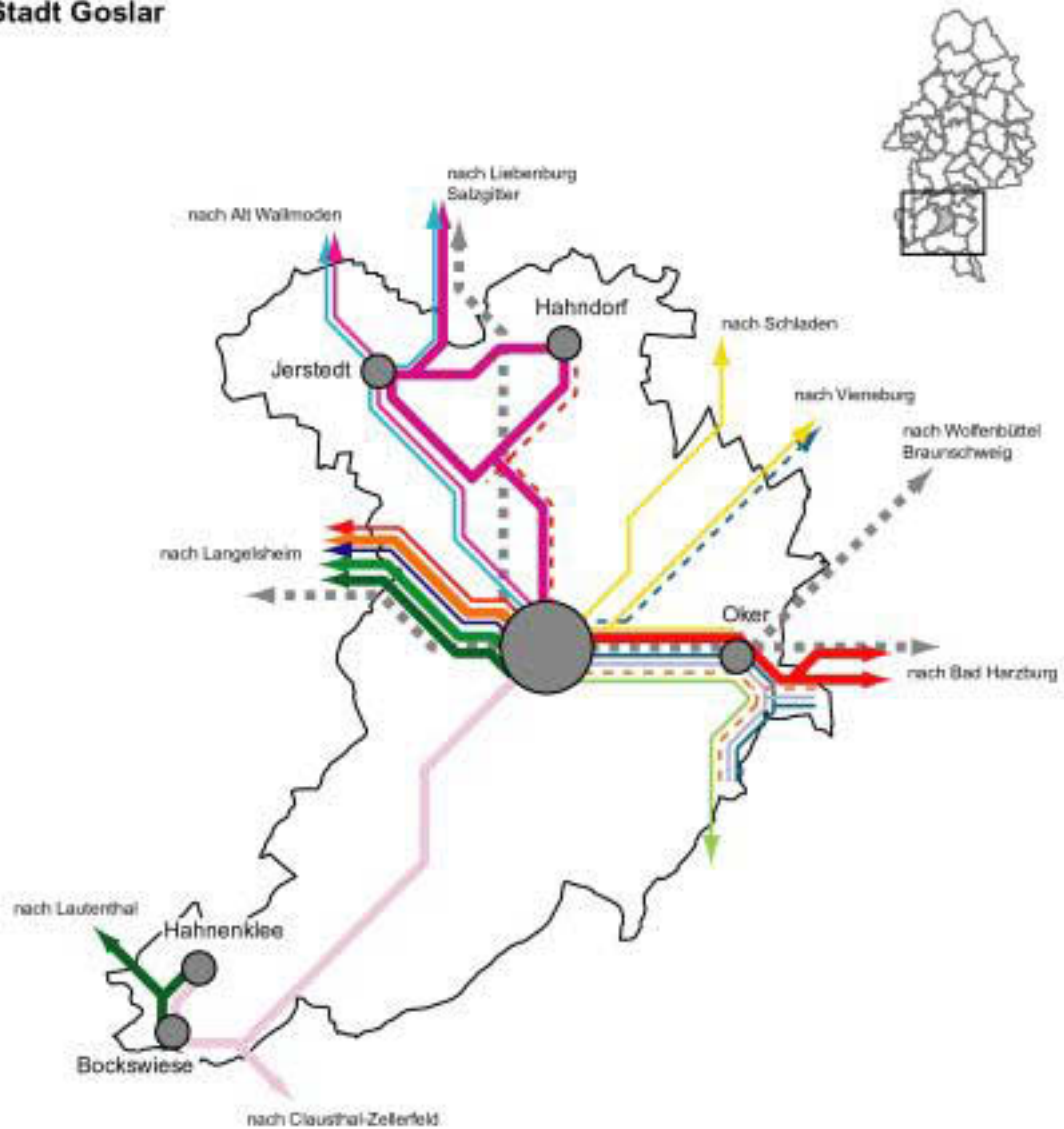 Stadt Goslar
nach Liebenburg
Salzgitter
nach Alt Wallmoden
Hahndorf
nach Schladen
Jerstedt
nach Vieneburg
nach Wolfenbüttel
Braunschweig
nach Langelsheim
Oker
nach Bad Harzburg
nach Lautenthal
Hahnenklee
Bockswiese
nach Clausthal-Zellerfeld